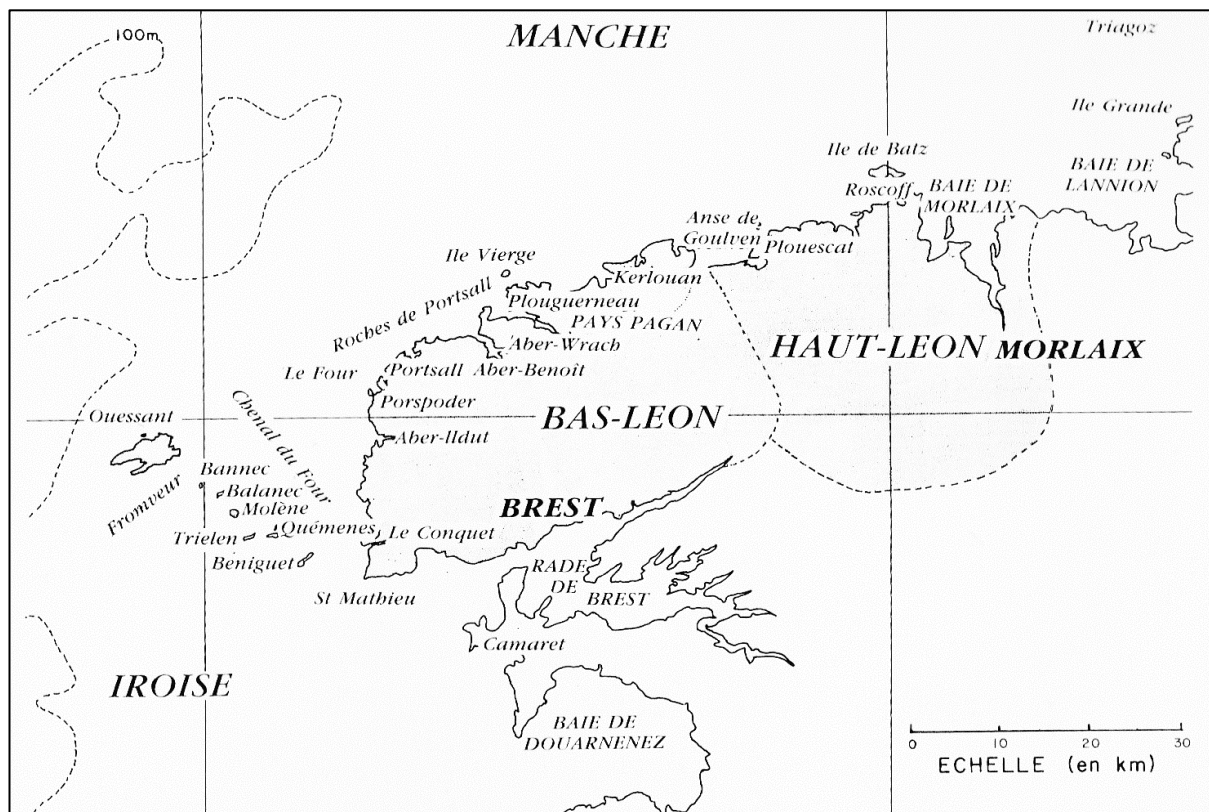 100m
MANCHE
Triagoz
Ile Grande
Ile de Batz
BAIE DE
LANNION
Roscoff
BAIE DE
MORLAIX
Anse de
Goulven
Plouescat
Ile Vierge
Kerlouan
Roches de Portsall
Plouguerneau
PAYS PAGAN
Aber-Wrach
HAUT-LEON
MORLAIX
Le Four
Portsall
Aber-Benoît
Porspoder
Ouessant
Chenal du Four
BAS-LEON
Aber-Ildut
Bannec
Fromveur
Balanec
Molène
BREST
Quémenes
Trielen
Le Conquet
Béniguet
RADE
DE
BREST
St Mathieu
Camaret
IROISE
BAIE DE
DOUARNENEZ
0 10 20 30
ECHELLE (en km)